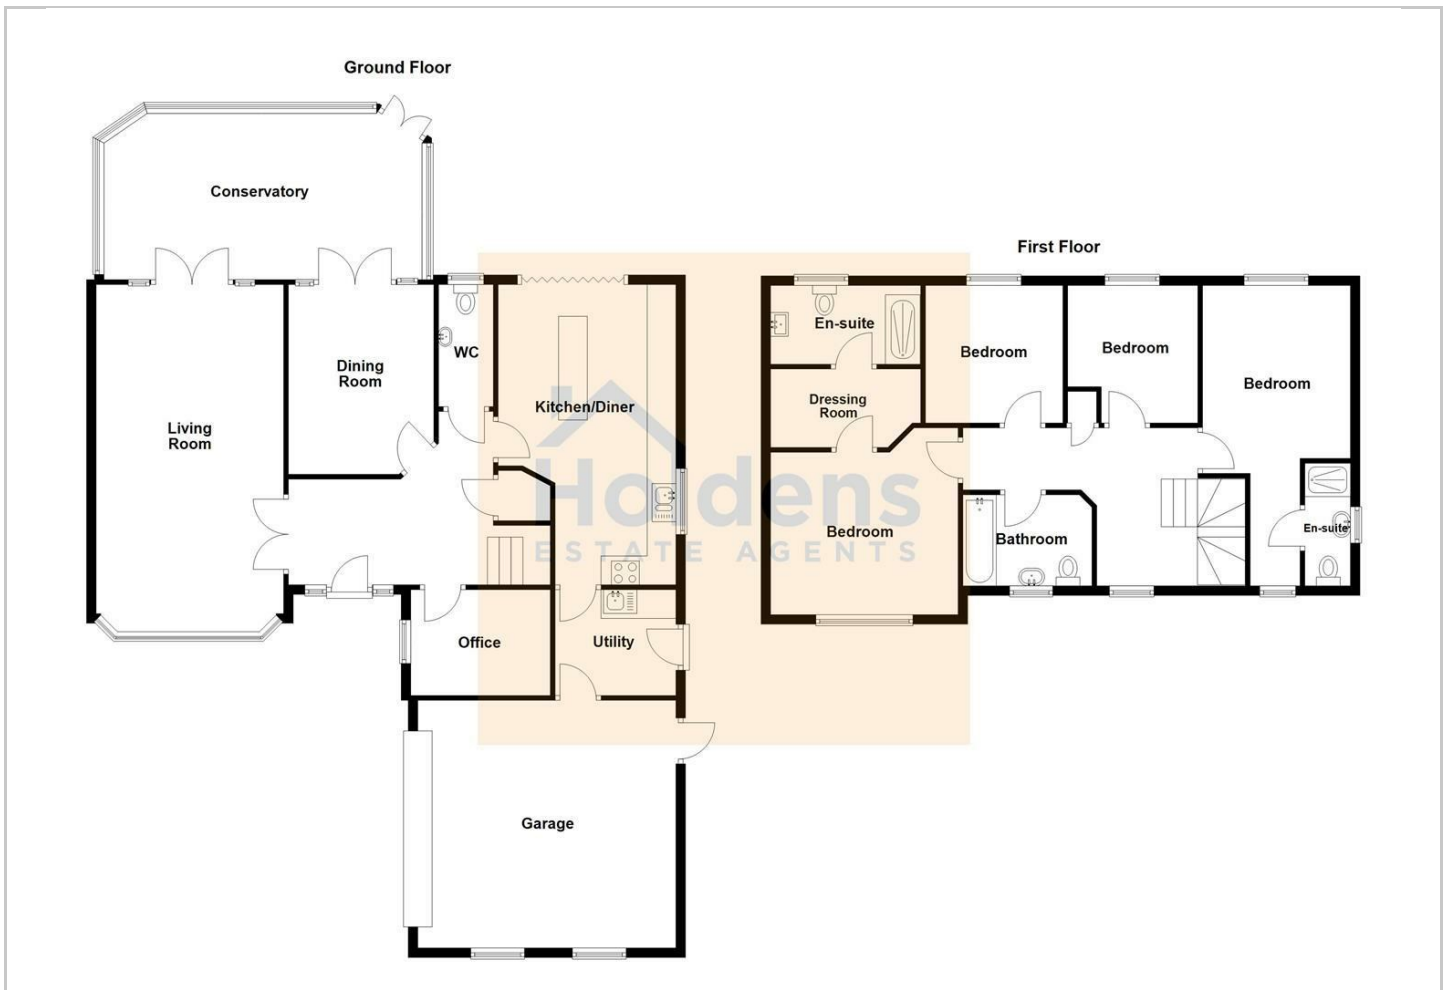 Ground Floor
Conservatory
Living
Room
Dining
Room
WC
Kitchen/Diner
Office
Utility
Garage
First Floor
En-suite
Dressing
Room
Bedroom
Bedroom
Bedroom
Bedroom
Bathroom
En-suite
Holdens
ESTATE AGENTS